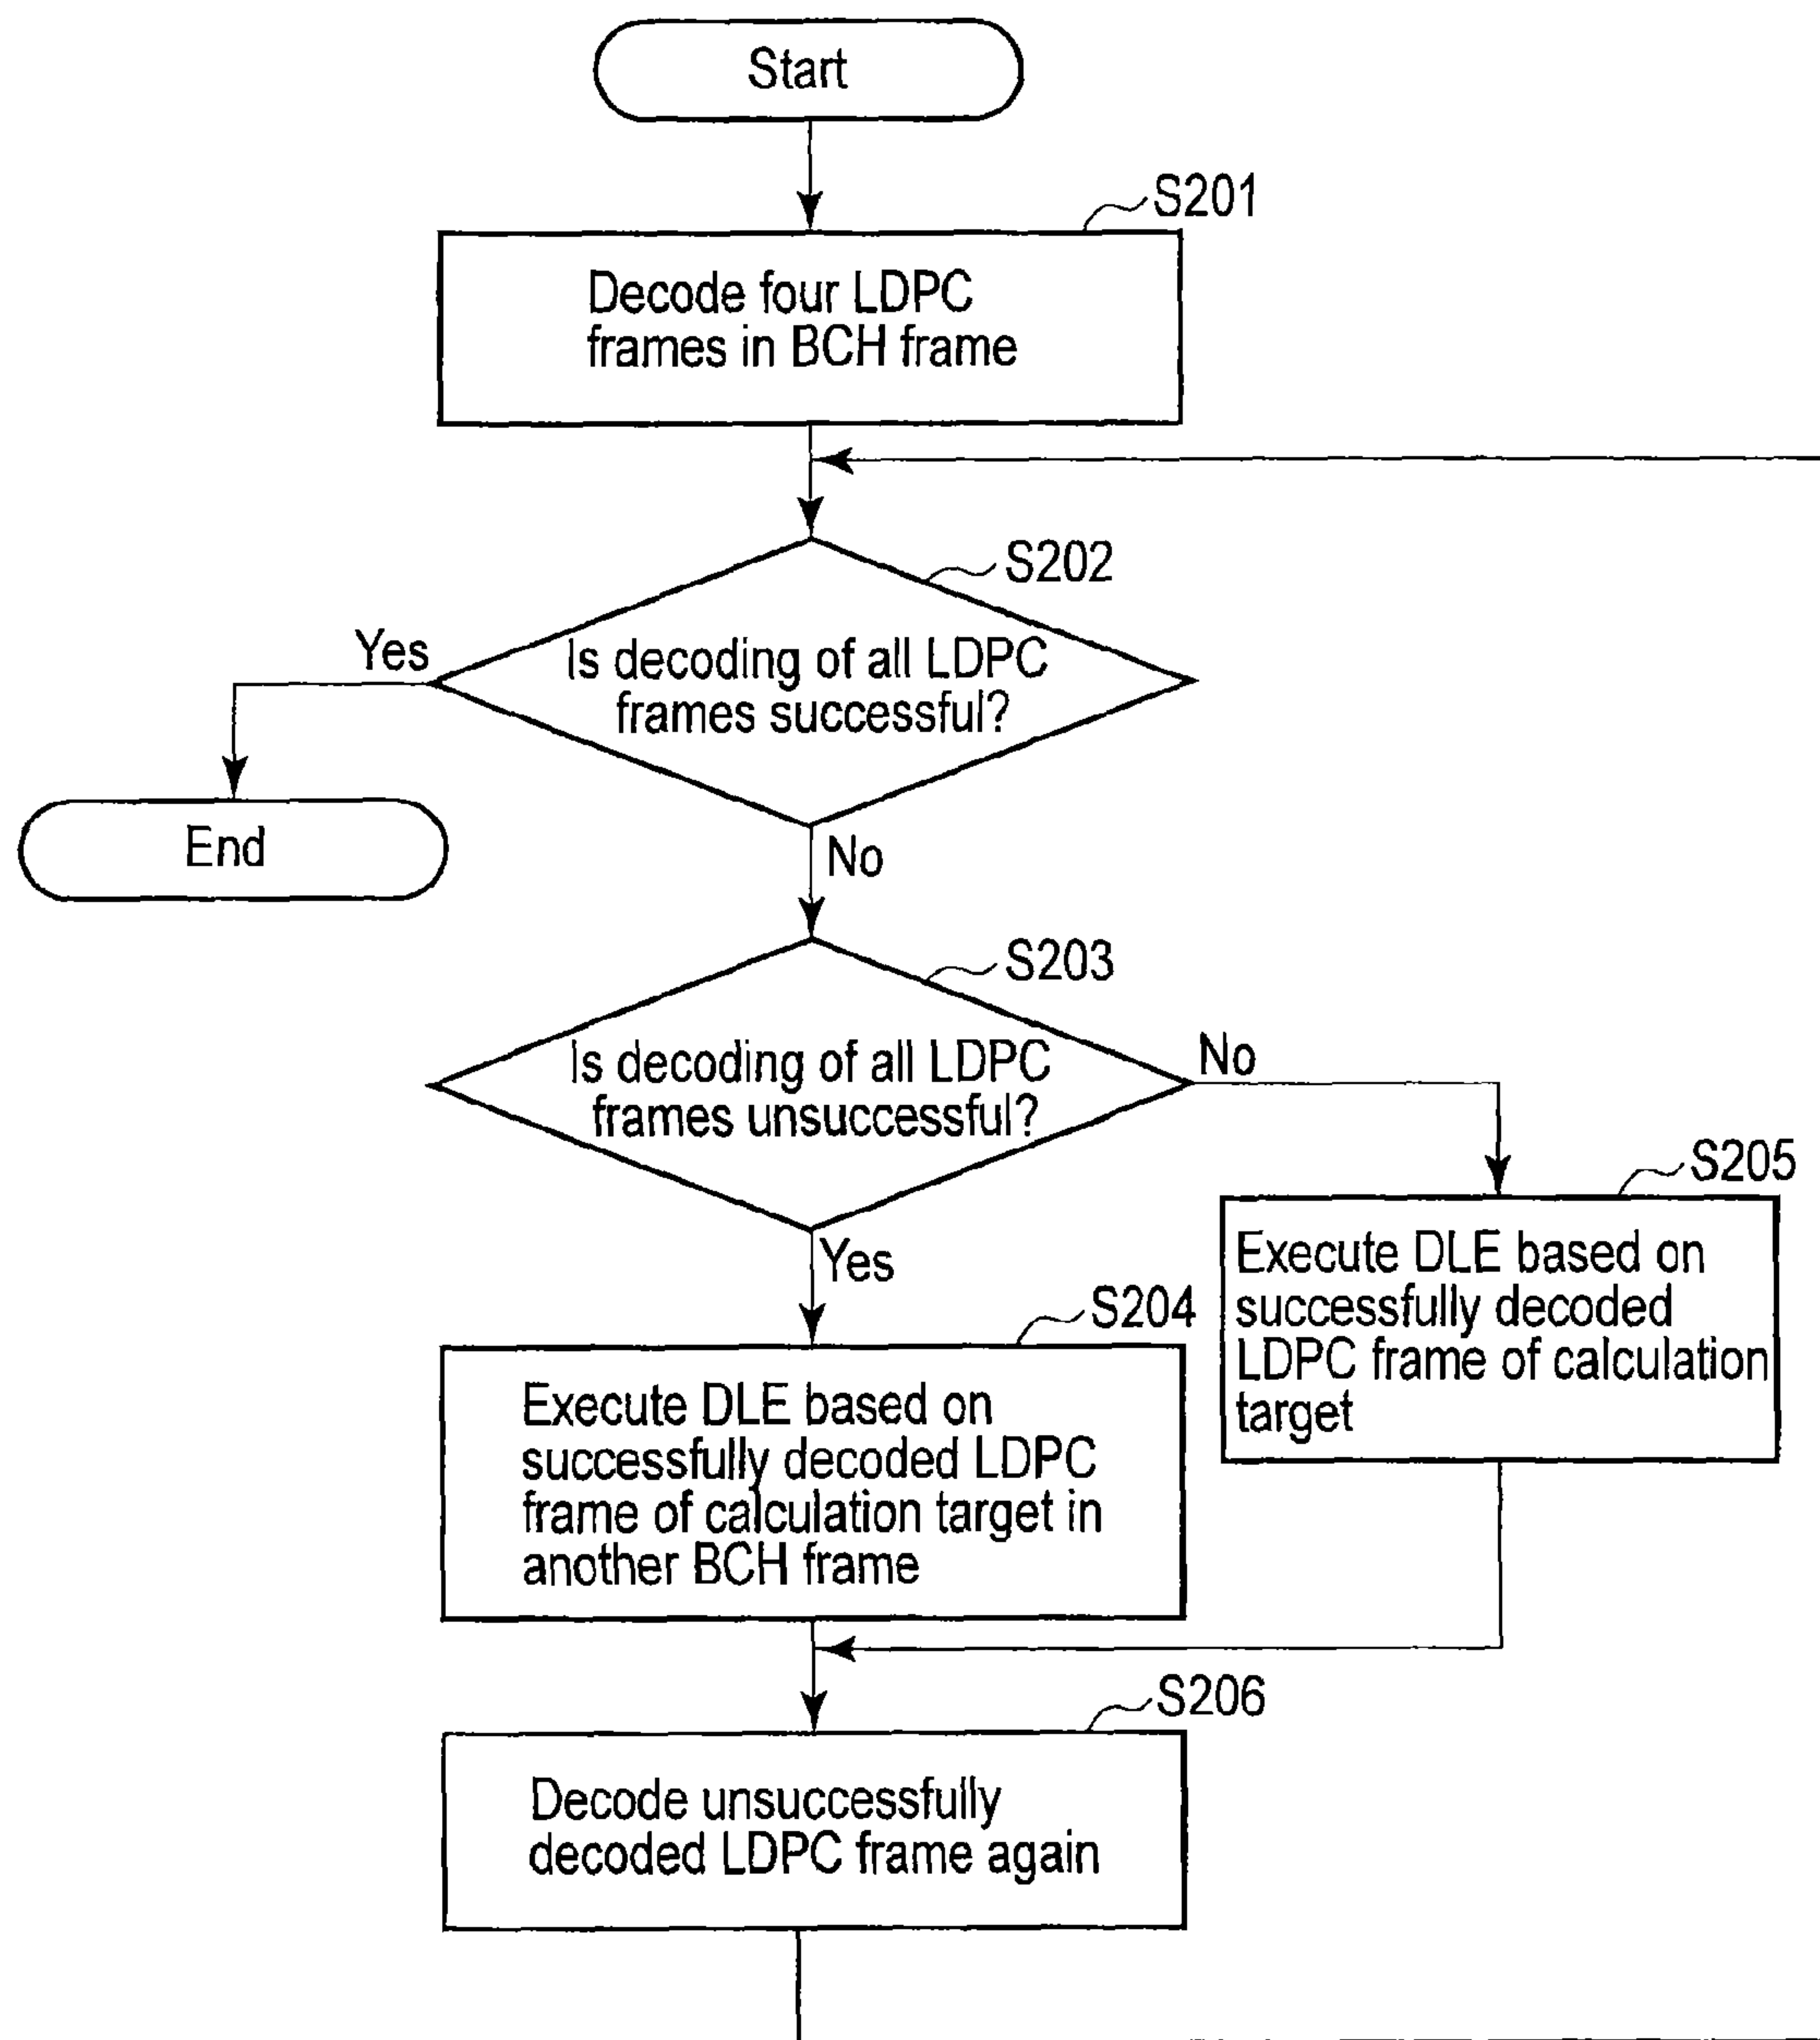 Start
S201
Decode four LDPC
frames in BCH frame
S202
Yes
Is decoding of all LDPC
frames successful?
End
No
S203
Is decoding of all LDPC
frames unsuccessful?
No
S205
Execute DLE based on
successfully decoded
LDPC frame of calculation
target
Yes
S204
Execute DLE based on
successfully decoded LDPC
frame of calculation target in
another BCH frame
S206
Decode unsuccessfully
decoded LDPC frame again